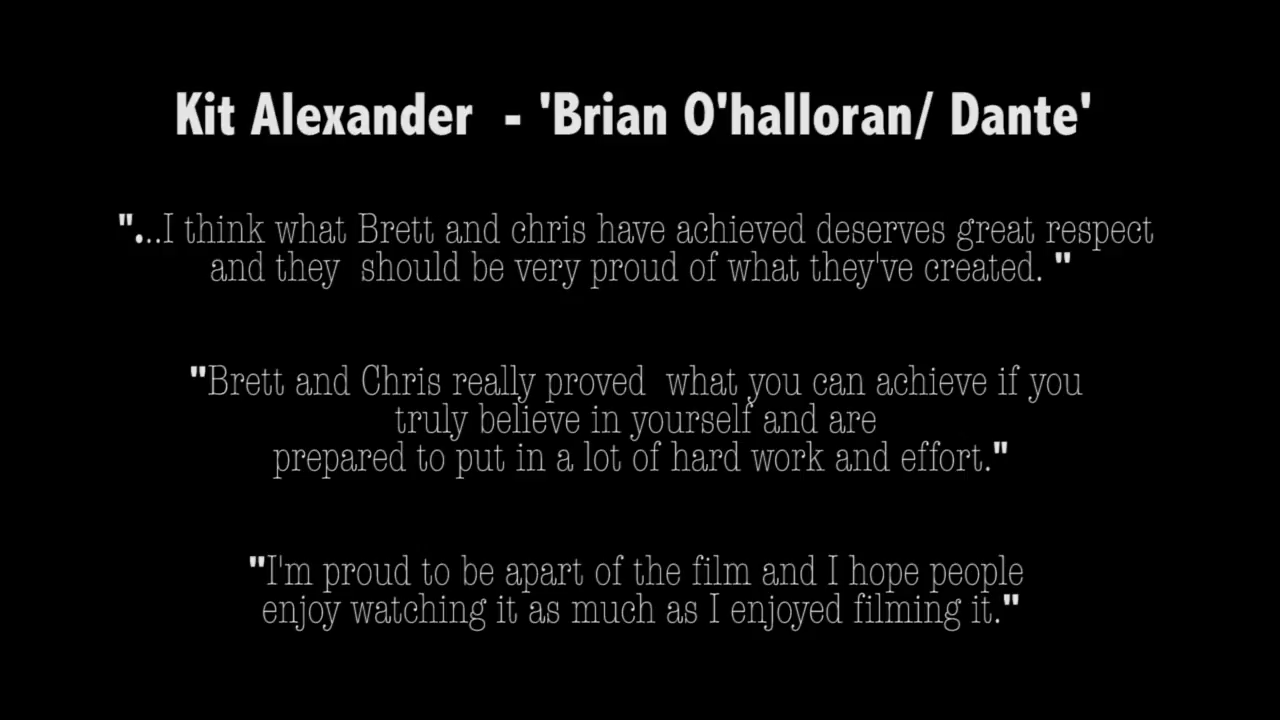 Kit Alexander  - 'Brian O'halloran/ Dante'
"...I think what Brett and chris have achieved deserves great respect
and they  should be very proud of what they've created. "
"Brett and Chris really proved  what you can achieve if you
truly believe in yourself and are
prepared to put in a lot of hard work and effort."
"I'm proud to be apart of the film and I hope people
enjoy watching it as much as I enjoyed filming it."